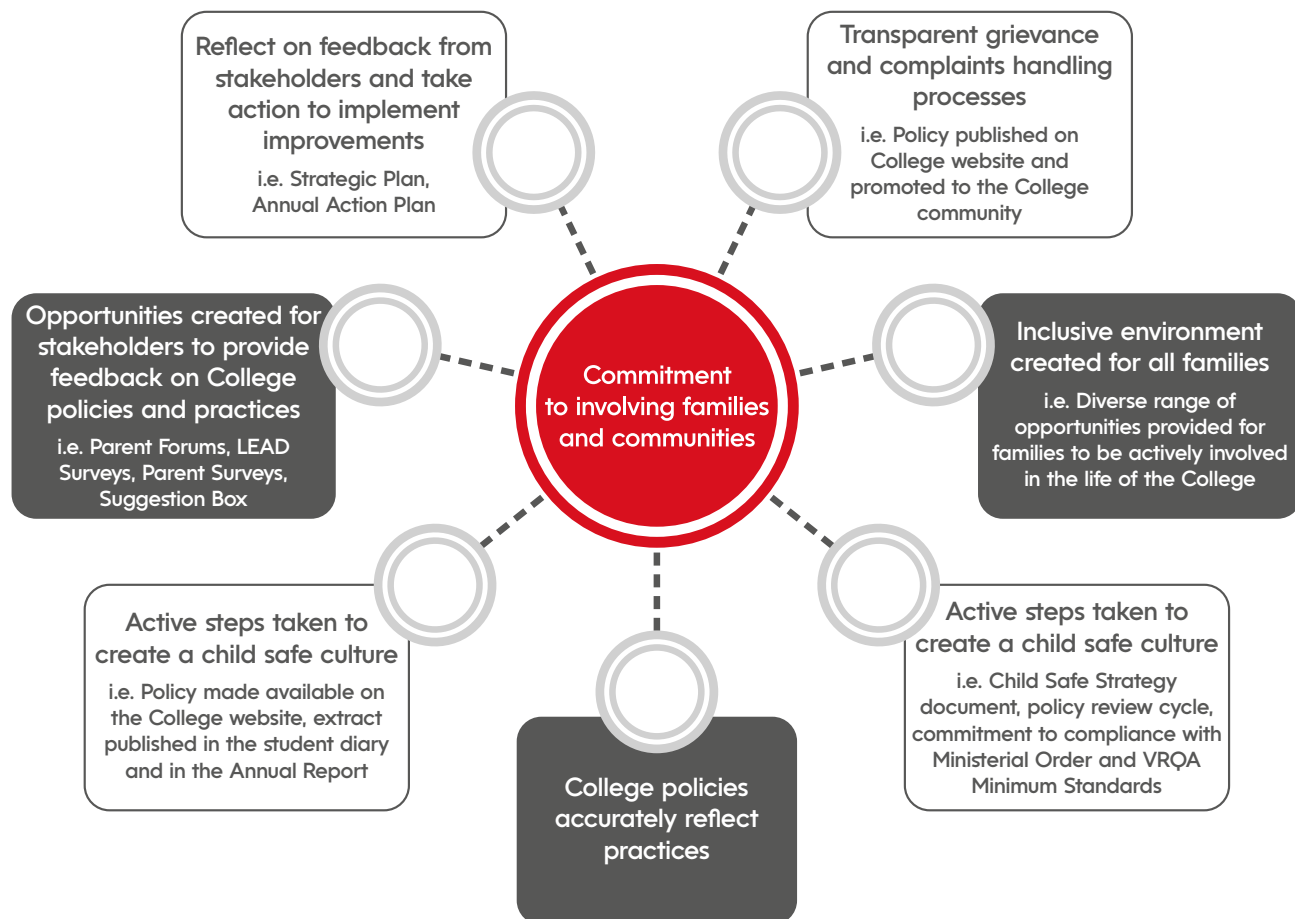 Reflect on feedback from
stakeholders and take
action to implement
improvements
i.e. Strategic Plan,
Annual Action Plan
Transparent grievance
and complaints handling
processes
i.e. Policy published on
College website and
promoted to the College
community
Opportunities created for
stakeholders to provide
feedback on College
policies and practices
i.e. Parent Forums, LEAD
Surveys, Parent Surveys,
Suggestion Box
Commitment
to involving families
and communities
Inclusive environment
created for all families
i.e. Diverse range of
opportunities provided for
families to be actively involved
in the life of the College
Active steps taken to
create a child safe culture
i.e. Policy made available on
the College website, extract
published in the student diary
and in the Annual Report
College policies
accurately reflect
practices
Active steps taken to
create a child safe culture
i.e. Child Safe Strategy
document, policy review cycle,
commitment to compliance with
Ministerial Order and VRQA
Minimum Standards